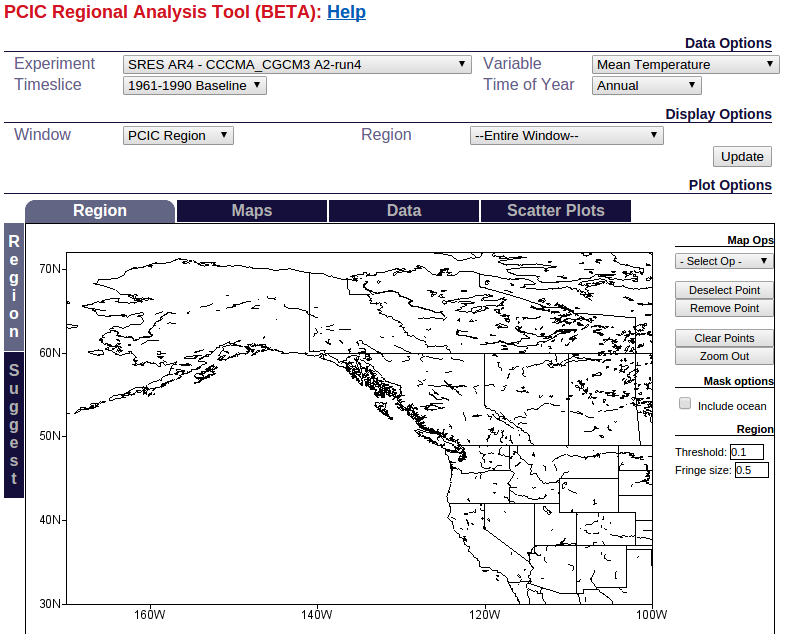 PCIC Regional Analysis Tool (BETA): Help
Data Options
Experiment SRES AR4 - CCCMA_CGCM3 A2-run4 Variable Mean Temperature
Timeslice 1961-1990 Baseline Time of Year Annual
Display Options
Window PCIC Region Region --Entire Window--
Update
Plot Options
Region Maps Data Scatter Plots
Region
Suggest
Map Ops
- Select Op -
Deselect Point
Remove Point
Clear Points
Zoom Out
Mask options
Include ocean
Region
Threshold: 0.1
Fringe size: 0.5
70N
60N
50N
40N
30N
160W 140W 120W 100W